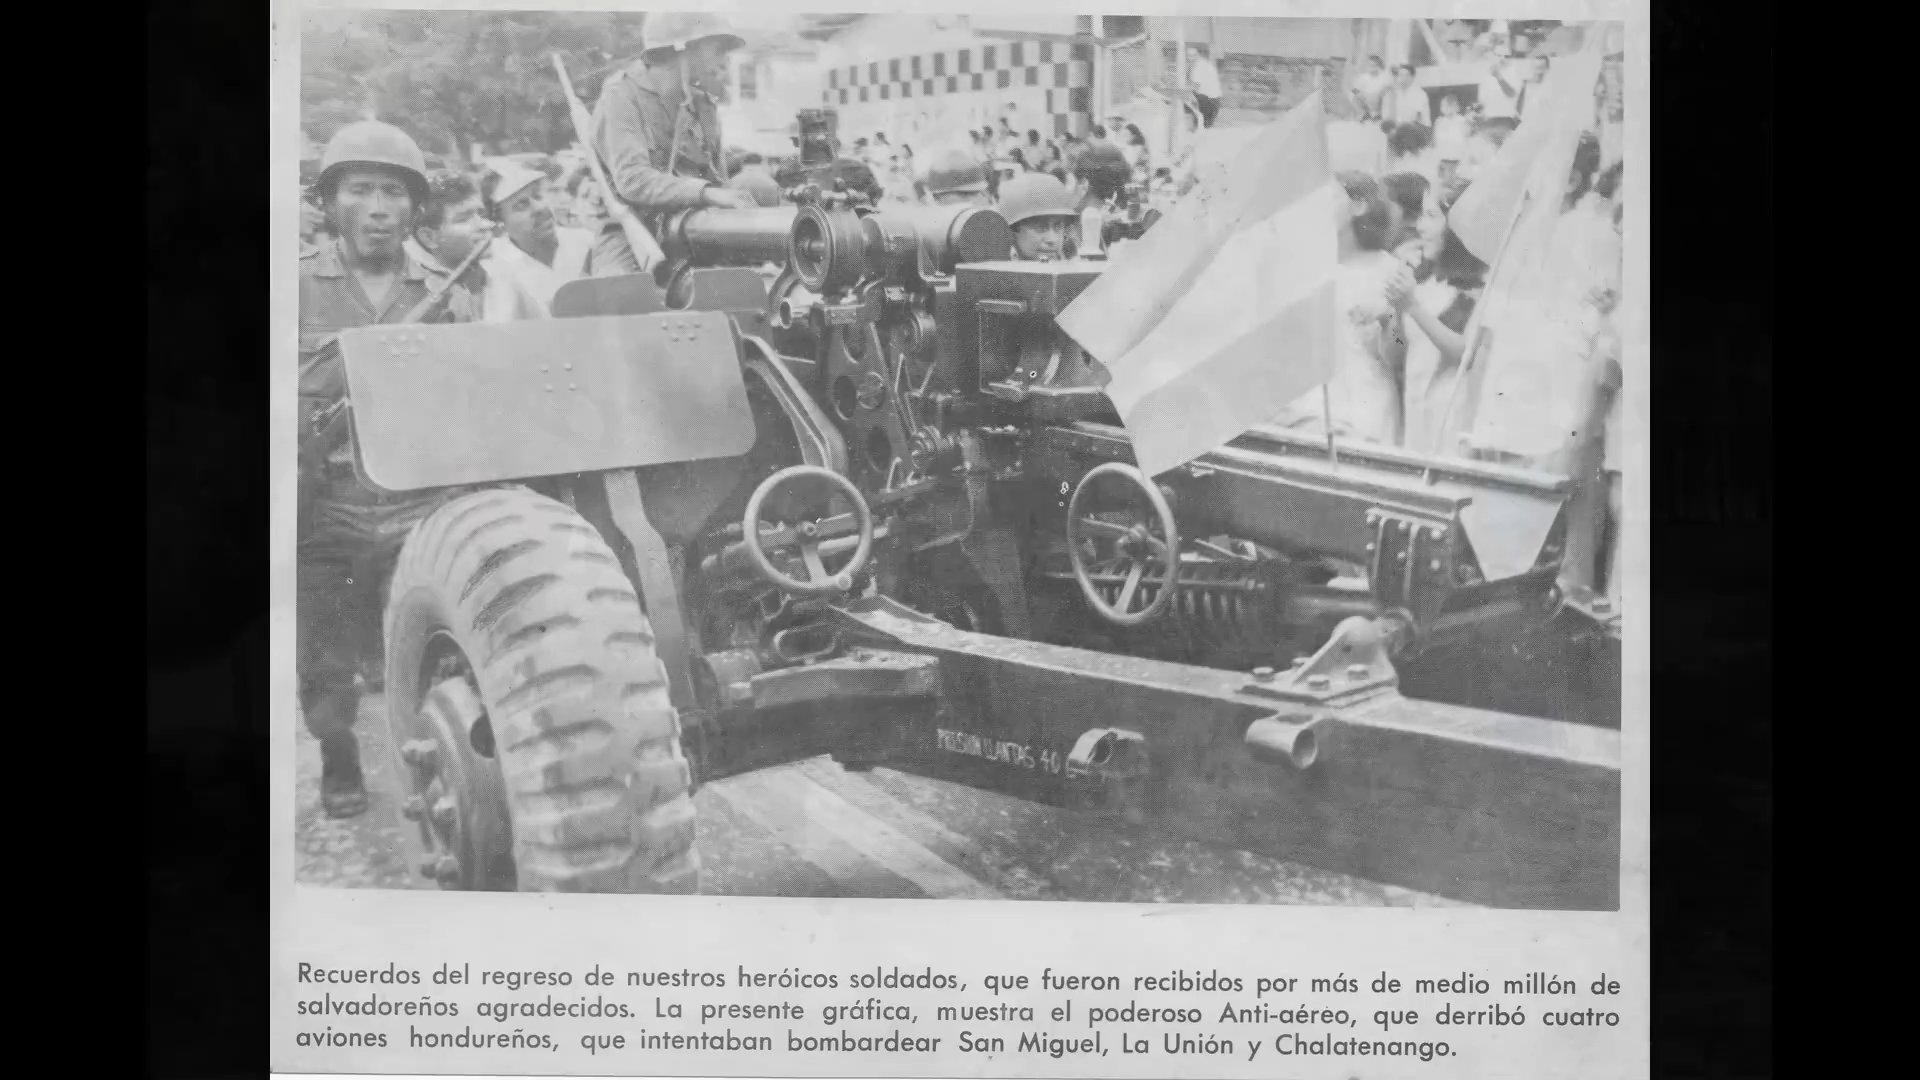 PRESION LLANTAS 40
Recuerdos del regreso de nuestros heróicos soldados, que fueron recibidos por más de medio millón de
salvadoreños agradecidos. La presente gráfica, muestra el poderoso Anti-aéreo, que derribó cuatro
aviones hondureños, que intentaban bombardear San Miguel, La Unión y Chalatenango.